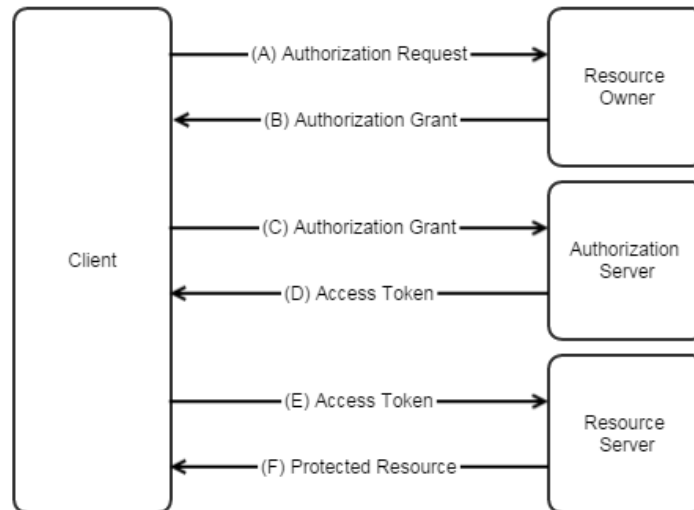 (A) Authorization Request
Resource
Owner
(B) Authorization Grant
Client
(C) Authorization Grant
Authorization
Server
(D) Access Token
(E) Access Token
Resource
Server
(F) Protected Resource